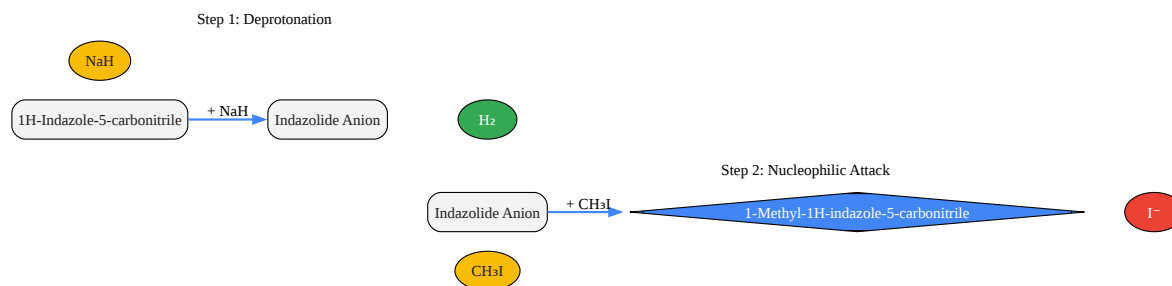 Step 1: Deprotonation
NaH
1H-Indazole-5-carbonitrile
+ NaH
Indazolide Anion
H₂
Step 2: Nucleophilic Attack
Indazolide Anion
+ CH₃I
1-Methyl-1H-indazole-5-carbonitrile
I⁻
CH₃I